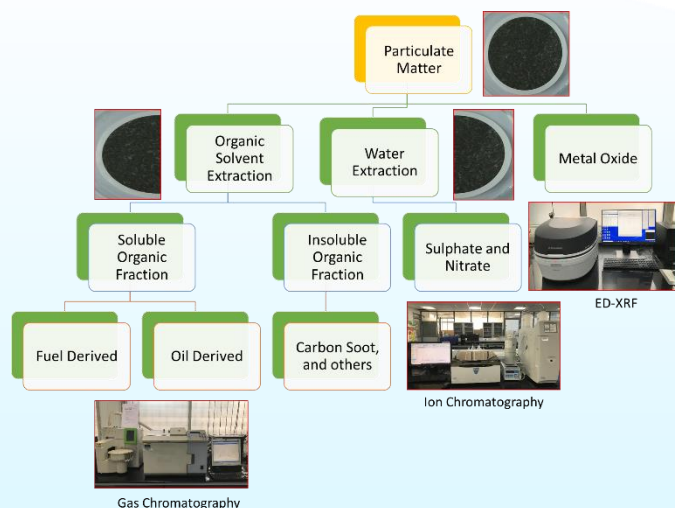 Particulate
Matter
Organic
Solvent
Extraction
Water
Extraction
Metal Oxide
Soluble
Organic
Fraction
Insoluble
Organic
Fraction
Sulphate and
Nitrate
ED-XRF
Fuel Derived
Oil Derived
Carbon Soot,
and others
Ion Chromatography
Gas Chromatography